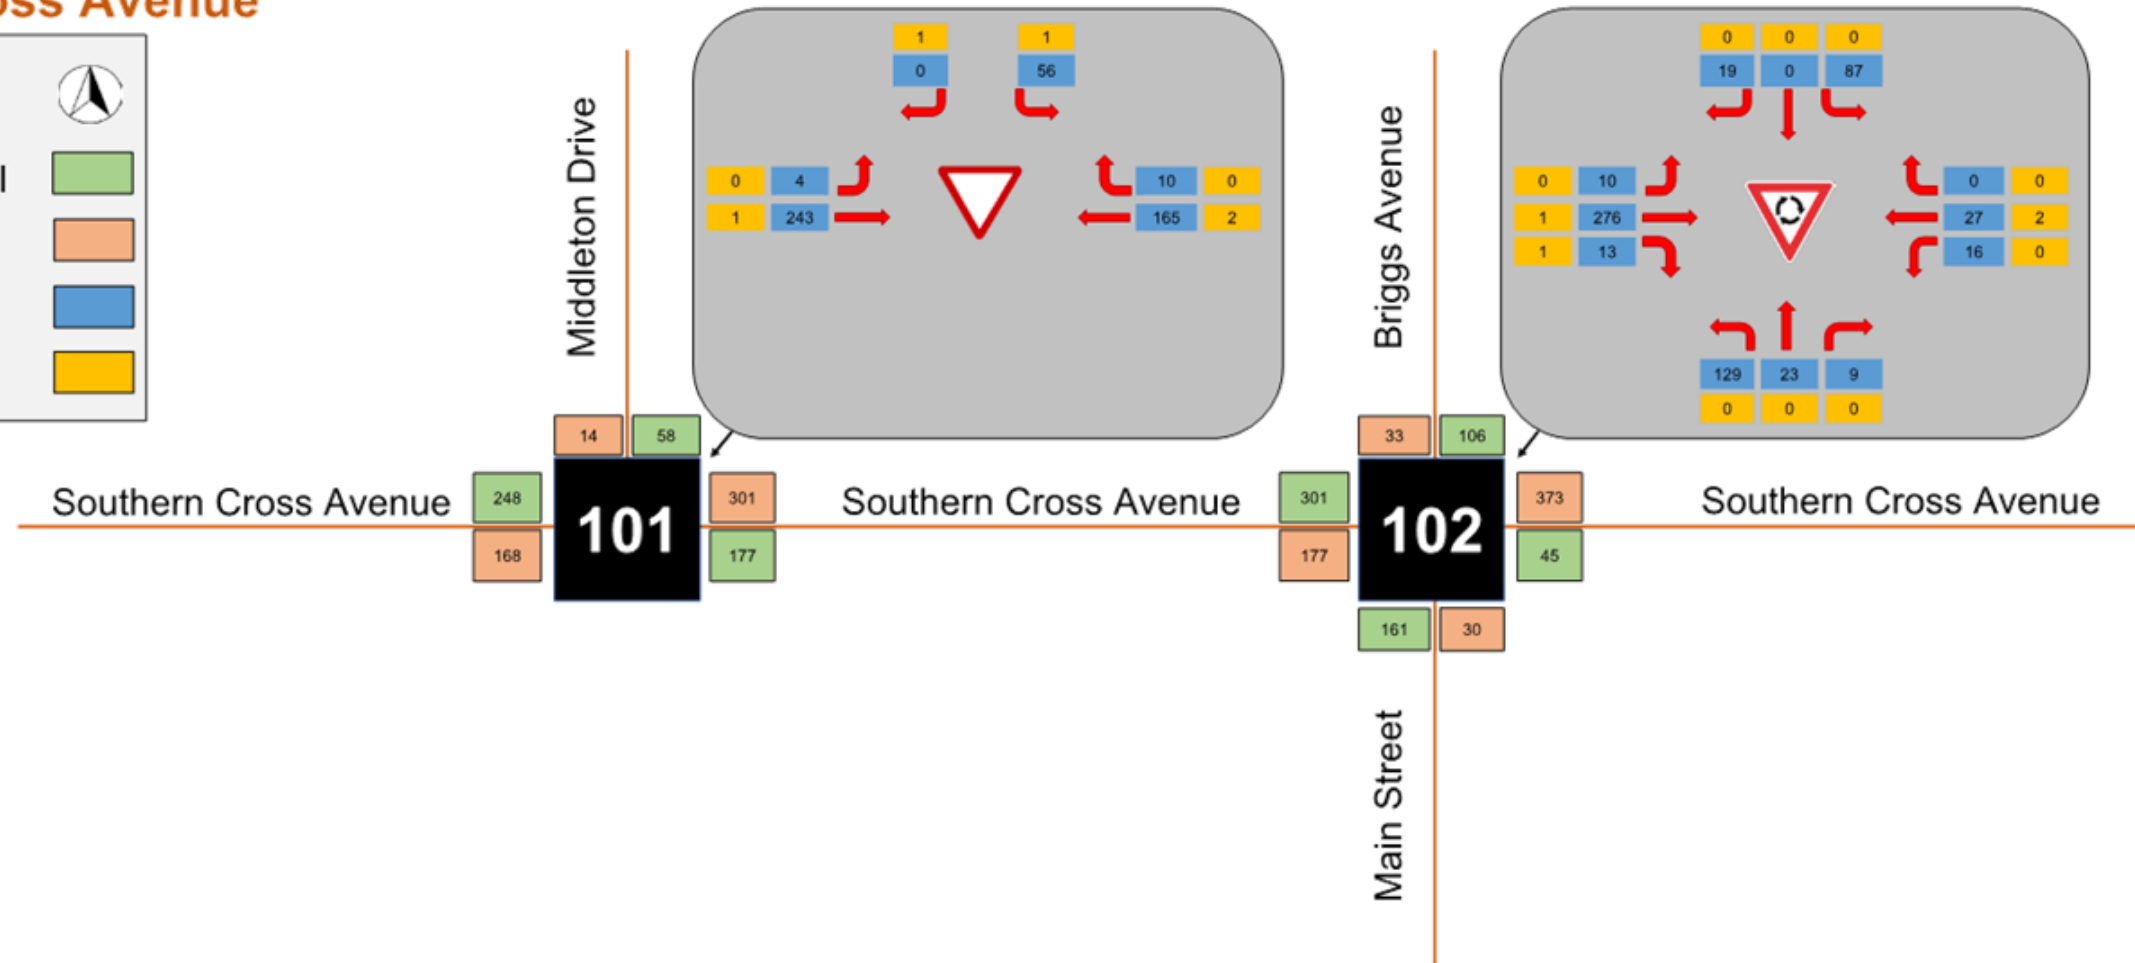 Avenue
Middleton Drive
1 1
0 56
0 4 10 0
1 243 165 2
14 58
248 301
168 177
101
Southern Cross Avenue
Southern Cross Avenue
Briggs Avenue
0 0 0
19 0 87
0 10 0 0
1 276 27 2
1 13 16 0
129 23 9
0 0 0
33 106
301 373
177 45
102
161 30
Southern Cross Avenue
Main Street